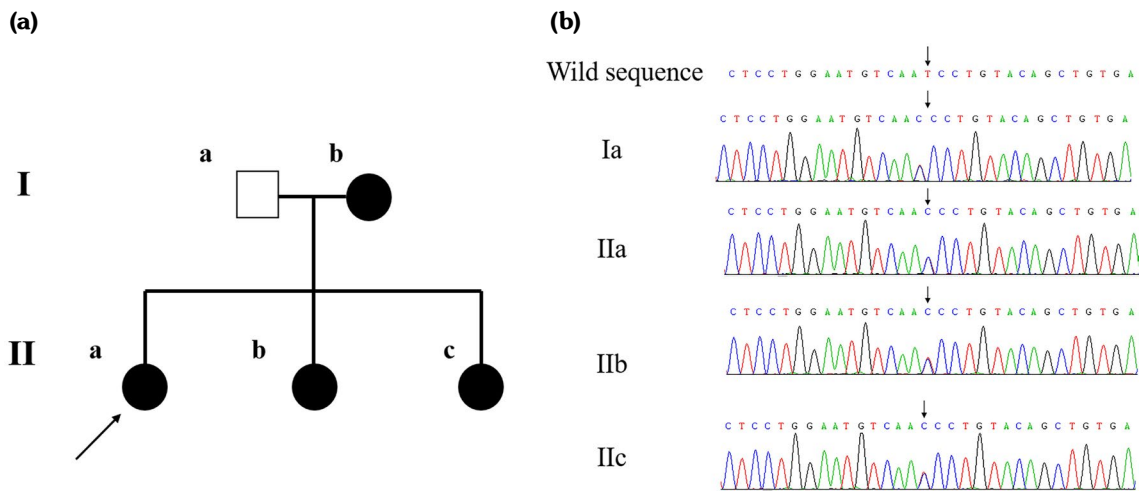 (a)
a b
I
II a b c
(b)
Wild sequence C T C C T G G A A T G T C A A T C C T G T A C A G C T G T G A
Ia C T C C T G G A A T G T C A A C C C T G T A C A G C T G T G A
IIa C T C C T G G A A T G T C A A C C C T G T A C A G C T G T G A
IIb C T C C T G G A A T G T C A A C C C T G T A C A G C T G T G A
IIc C T C C T G G A A T G T C A A C C C T G T A C A G C T G T G A